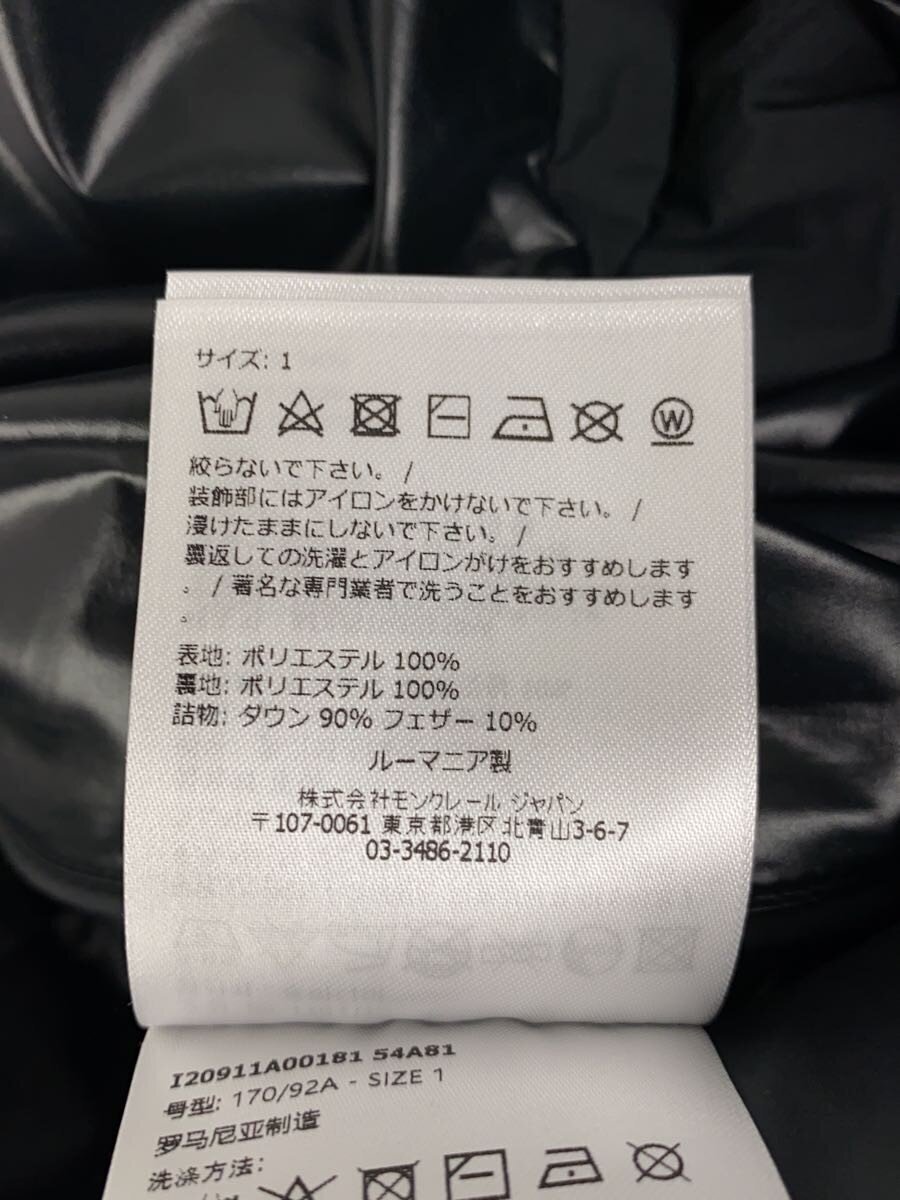 サイズ: 1
W
絞らないで下さい。 /
装飾部にはアイロンをかけないで下さい。 /
浸けたままにしないで下さい。 /
裏返しての洗濯とアイロンがけをおすすめします
。 / 著名な専門業者で洗うことをおすすめします
。
表地: ポリエステル 100%
裏地: ポリエステル 100%
詰物: ダウン 90% フェザー 10%
ルーマニア製
株式会社モンクレール ジャパン
〒107-0061 東京都港区北青山3-6-7
03-3486-2110
I20911A00181 54A81
号型: 170/92A - SIZE 1
罗马尼亚制造
洗涤方法: